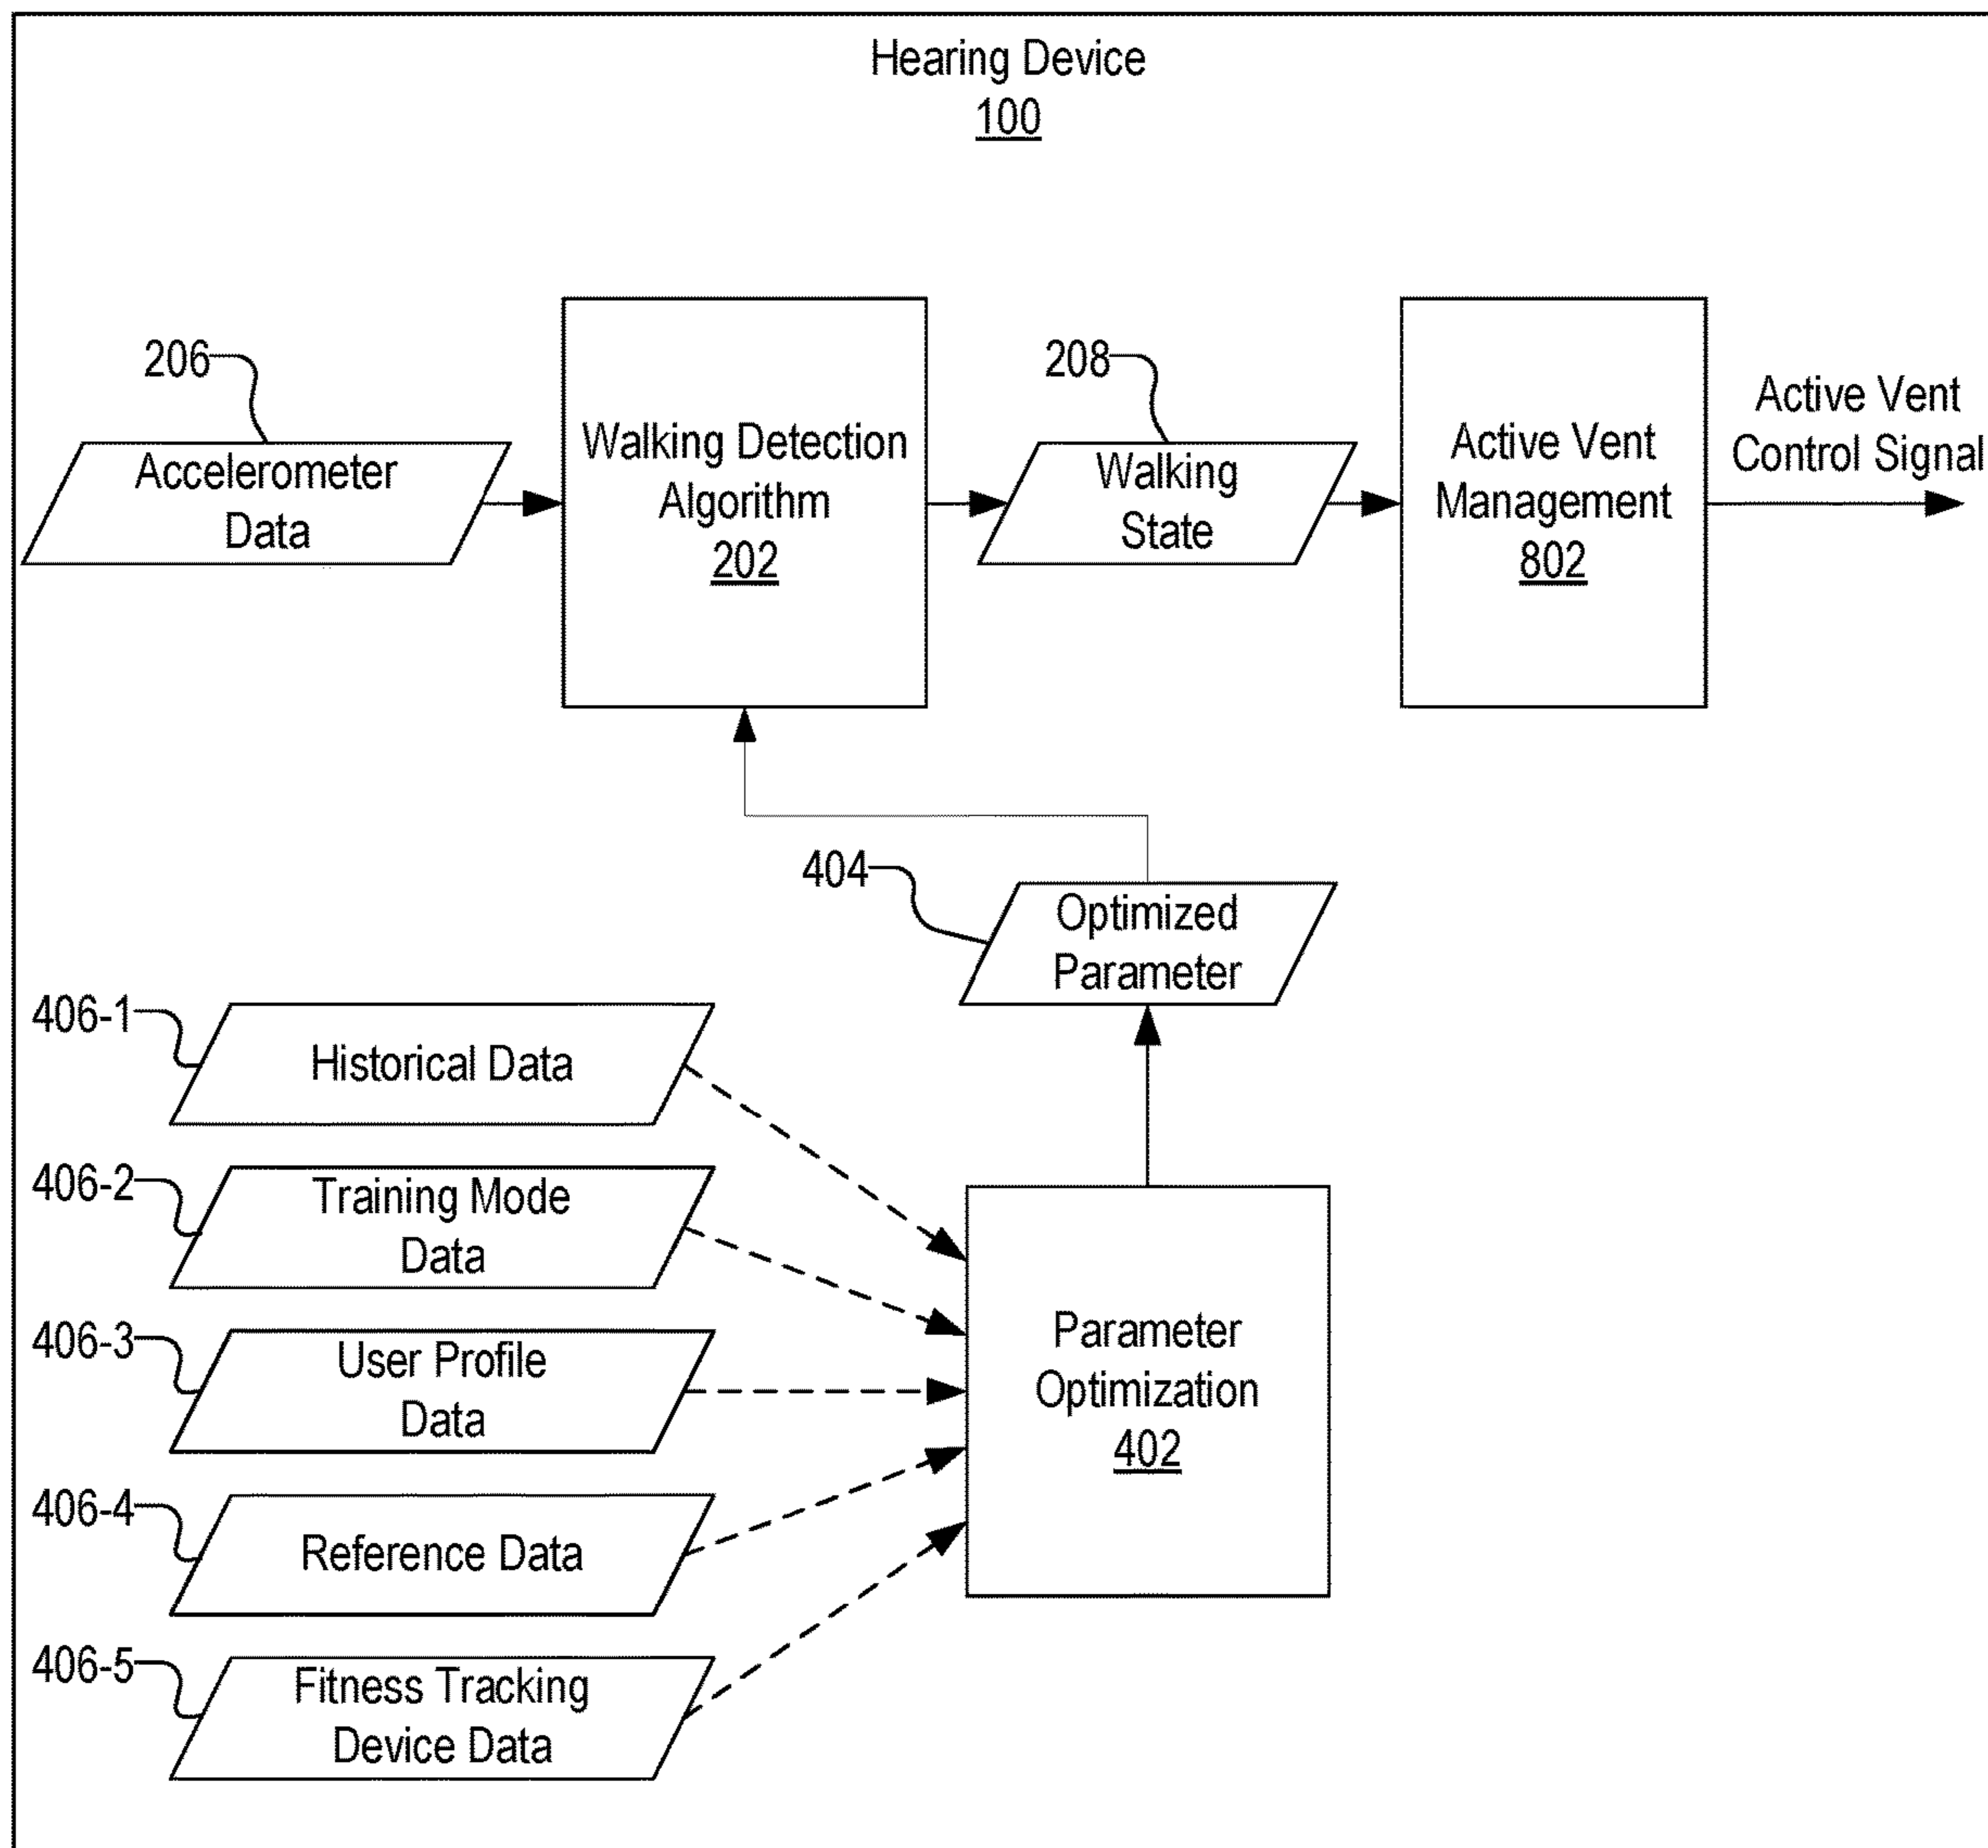 Hearing Device
100
206
Accelerometer
Data
Walking Detection
Algorithm
202
208
Walking
State
Active Vent
Management
802
Active Vent
Control Signal
404
Optimized
Parameter
406-1
Historical Data
406-2
Training Mode
Data
406-3
User Profile
Data
406-4
Reference Data
406-5
Fitness Tracking
Device Data
Parameter
Optimization
402